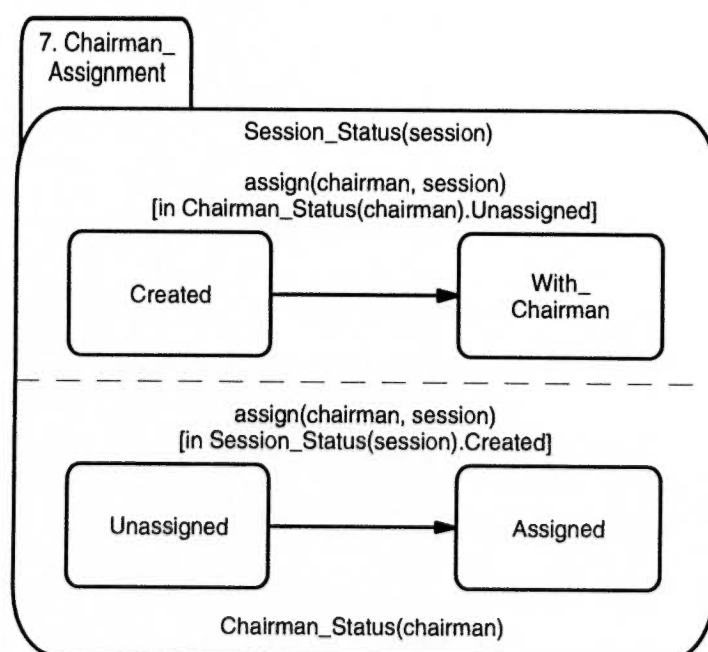 7. Chairman_
Assignment
Session_Status(session)
assign(chairman, session)
[in Chairman_Status(chairman).Unassigned]
Created
With_
Chairman
assign(chairman, session)
[in Session_Status(session).Created]
Unassigned
Assigned
Chairman_Status(chairman)